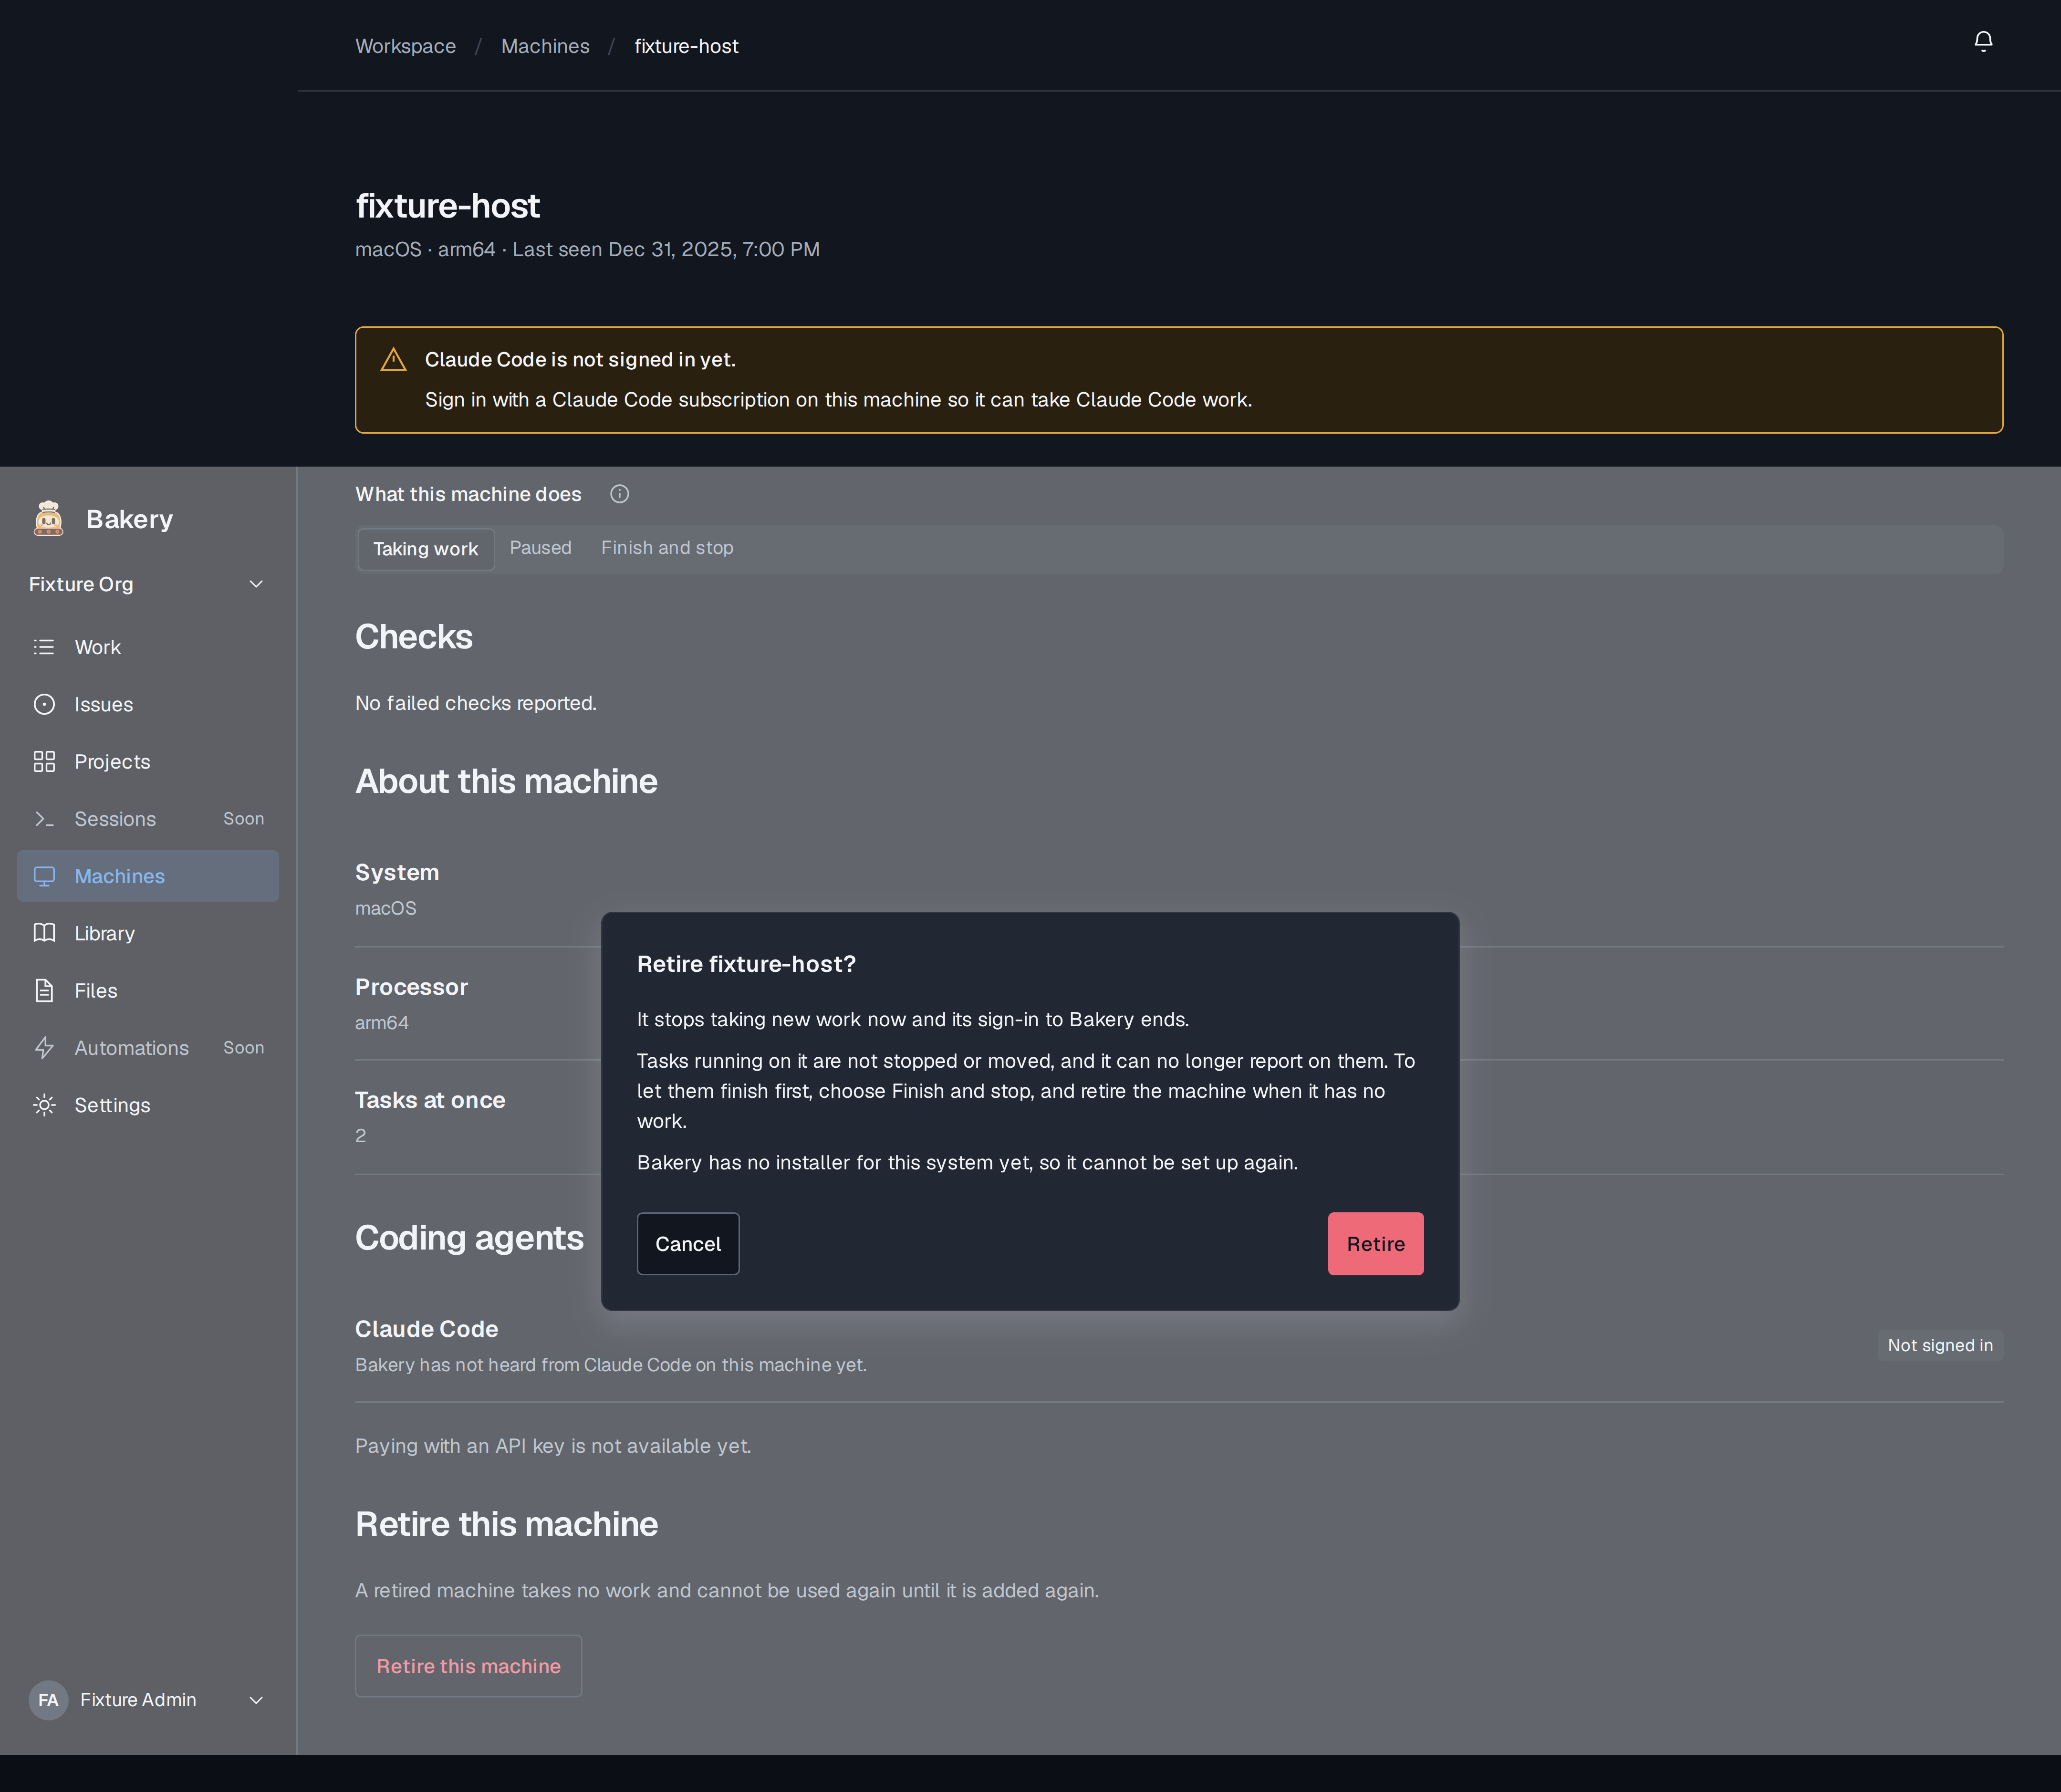 Workspace / Machines / fixture-host
fixture-host
macOS · arm64 · Last seen Dec 31, 2025, 7:00 PM
Claude Code is not signed in yet.
Sign in with a Claude Code subscription on this machine so it can take Claude Code work.
Bakery
Fixture Org
Work
Issues
Projects
Sessions Soon
Machines
Library
Files
Automations Soon
Settings
FA Fixture Admin
What this machine does
Taking work Paused Finish and stop
Checks
No failed checks reported.
About this machine
System
macOS
Processor
arm64
Tasks at once
2
Coding agents
Claude Code
Bakery has not heard from Claude Code on this machine yet.
Not signed in
Paying with an API key is not available yet.
Retire this machine
A retired machine takes no work and cannot be used again until it is added again.
Retire this machine
Retire fixture-host?
It stops taking new work now and its sign-in to Bakery ends.
Tasks running on it are not stopped or moved, and it can no longer report on them. To
let them finish first, choose Finish and stop, and retire the machine when it has no
work.
Bakery has no installer for this system yet, so it cannot be set up again.
Cancel Retire